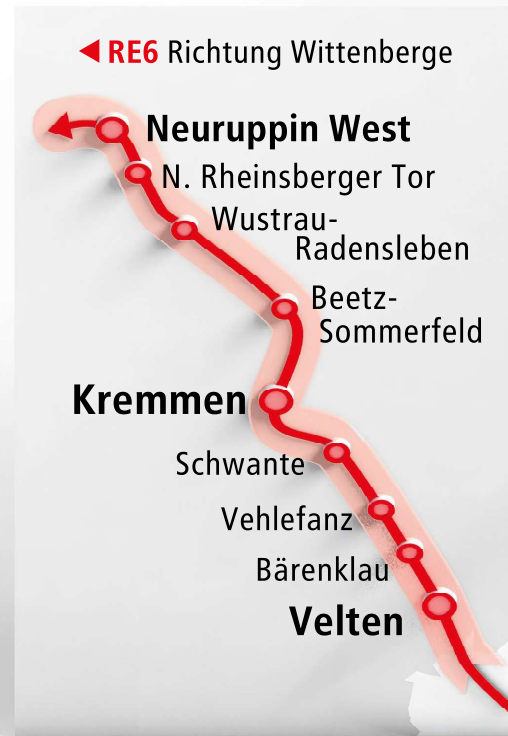 RE6 Richtung Wittenberge
Neuruppin West
N. Rheinsberger Tor
Wustrau-
Radensleben
Beetz-
Sommerfeld
Kremmen
Schwante
Vehlefanz
Bärenklau
Velten